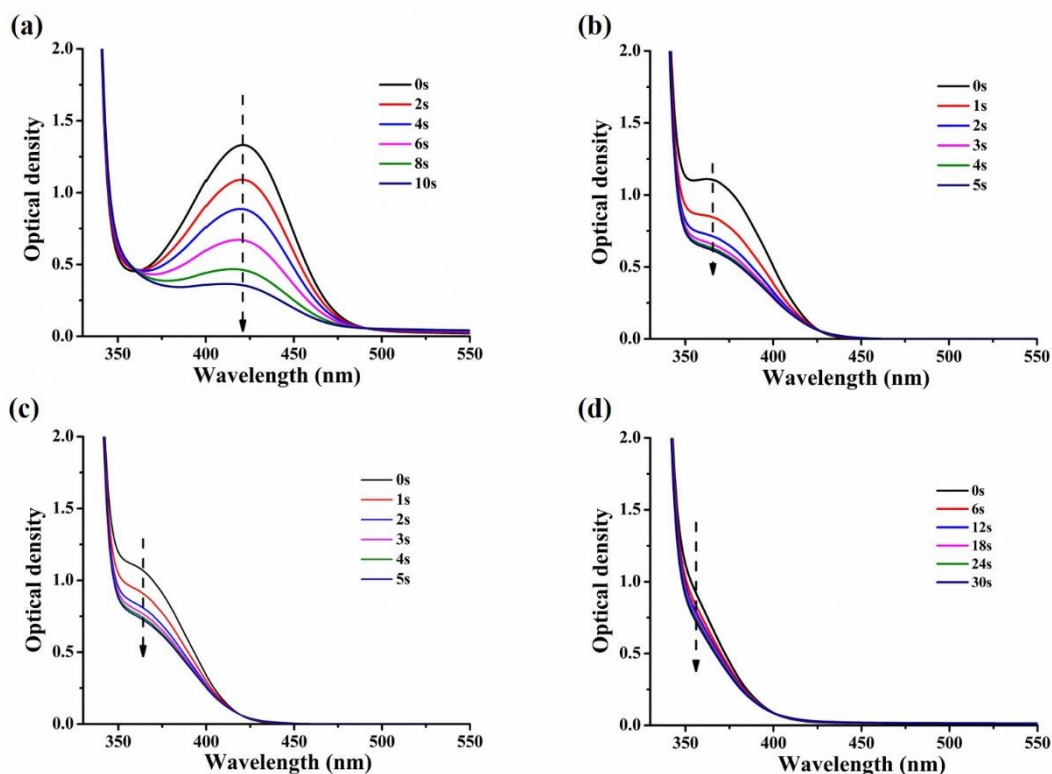 (a)
2.0
1.5
1.0
0.5
0.0
Optical density
0s
2s
4s
6s
8s
10s
350 400 450 500 550
Wavelength (nm)
(b)
2.0
1.5
1.0
0.5
0.0
Optical density
0s
1s
2s
3s
4s
5s
350 400 450 500 550
Wavelength (nm)
(c)
2.0
1.5
1.0
0.5
0.0
Optical density
0s
1s
2s
3s
4s
5s
350 400 450 500 550
Wavelength (nm)
(d)
2.0
1.5
1.0
0.5
0.0
Optical density
0s
6s
12s
18s
24s
30s
350 400 450 500 550
Wavelength (nm)